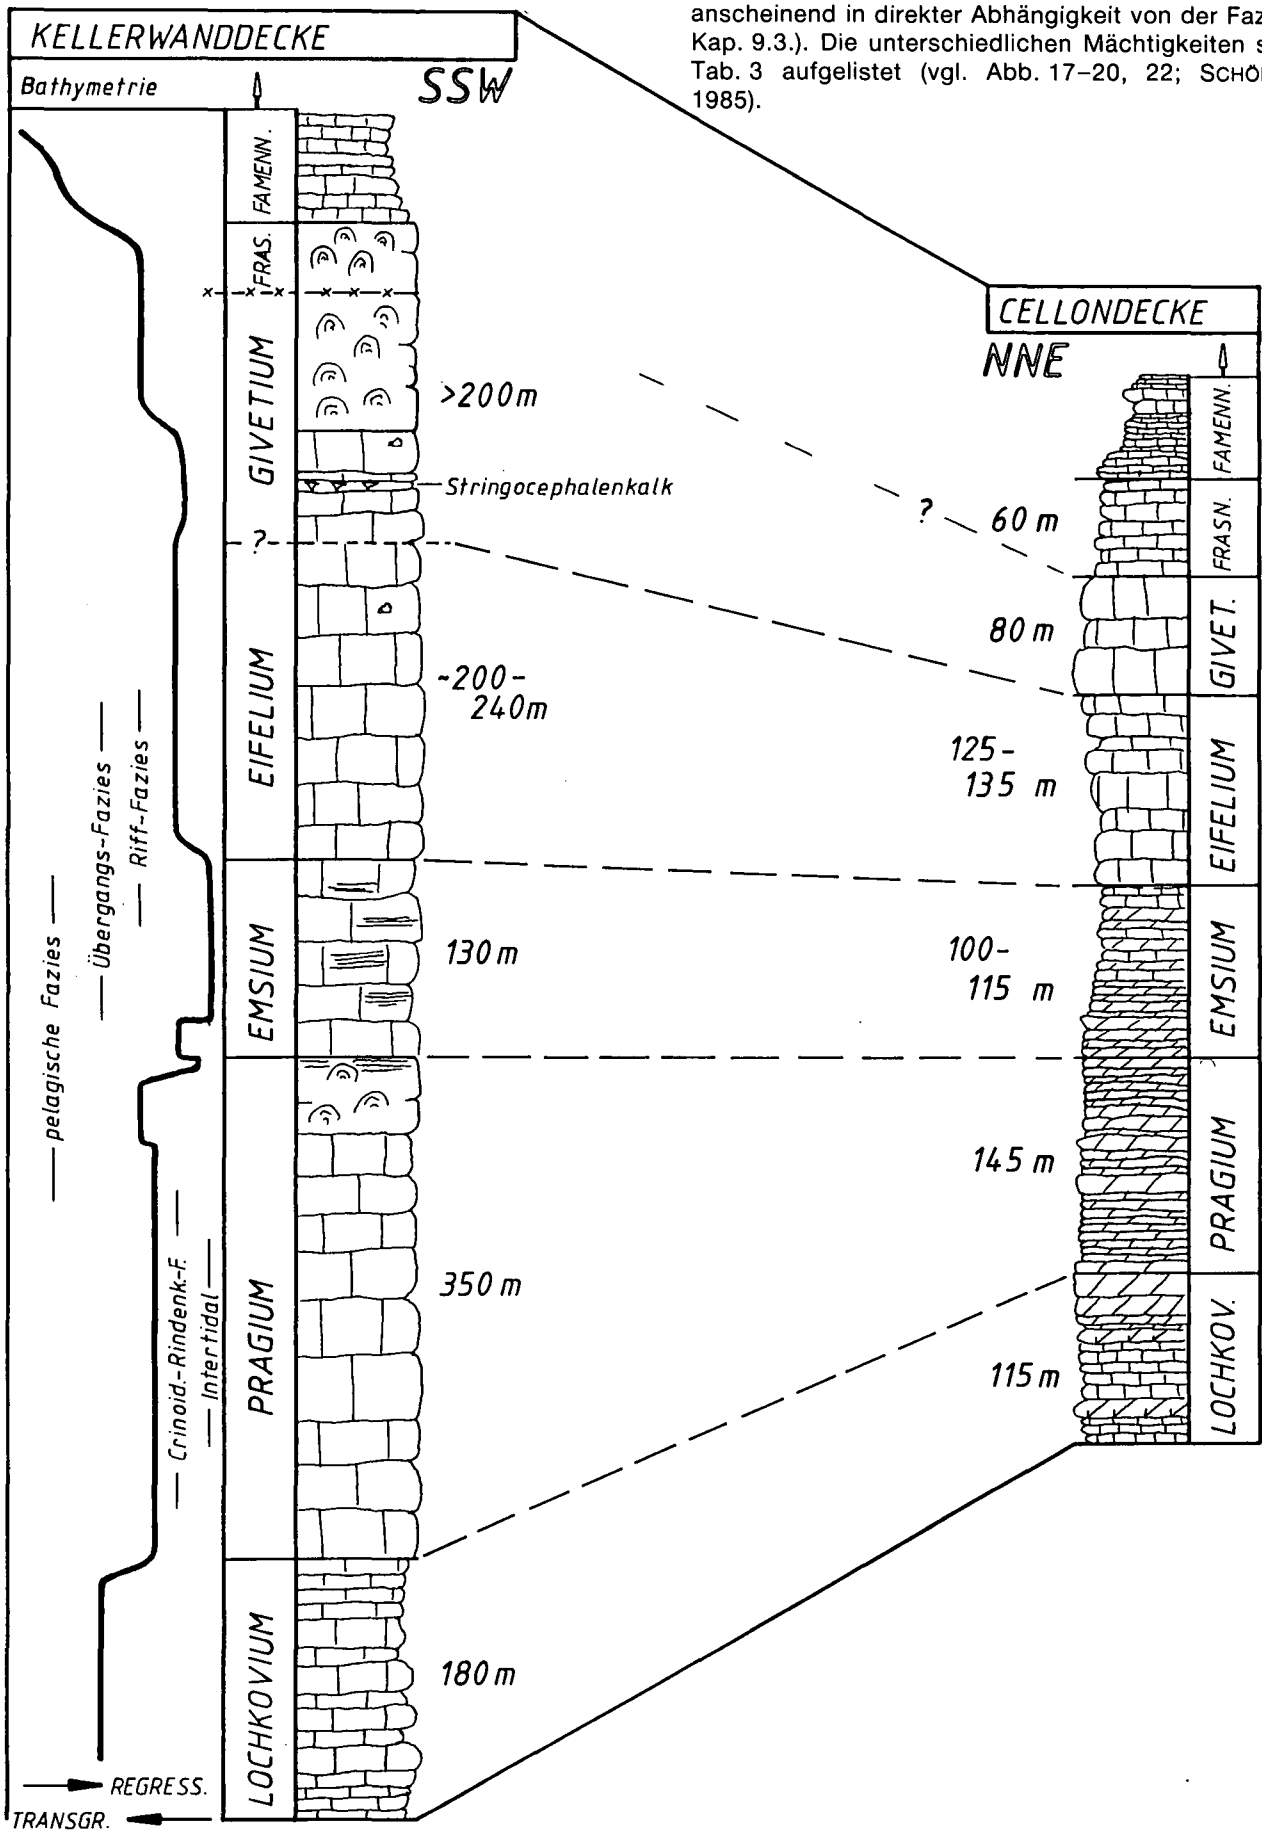 anscheinend in direkter Abhängigkeit von der Faz
Kap. 9.3.). Die unterschiedlichen Mächtigkeiten s
Tab. 3 aufgelistet (vgl. Abb. 17–20, 22; SCHÖ
1985).
KELLERWANDDECKE
Bathymetrie
SSW
FAMENN.
FRAS.
GIVETIUM
?
EIFELIUM
EMSIUM
PRAGIUM
LOCHKOVIUM
>200m
Stringocephalenkalk
~200-
240m
130m
350m
180m
pelagische Fazies
Übergangs-Fazies
Riff-Fazies
Crinoid.-Rindenk.-F.
Intertidal
REGRESS.
TRANSGR.
CELLONDECKE
NNE
?
60 m
80 m
125-
135 m
100-
115 m
145 m
115 m
FAMENN.
FRASN.
GIVET.
EIFELIUM
EMSIUM
PRAGIUM
LOCHKOV.